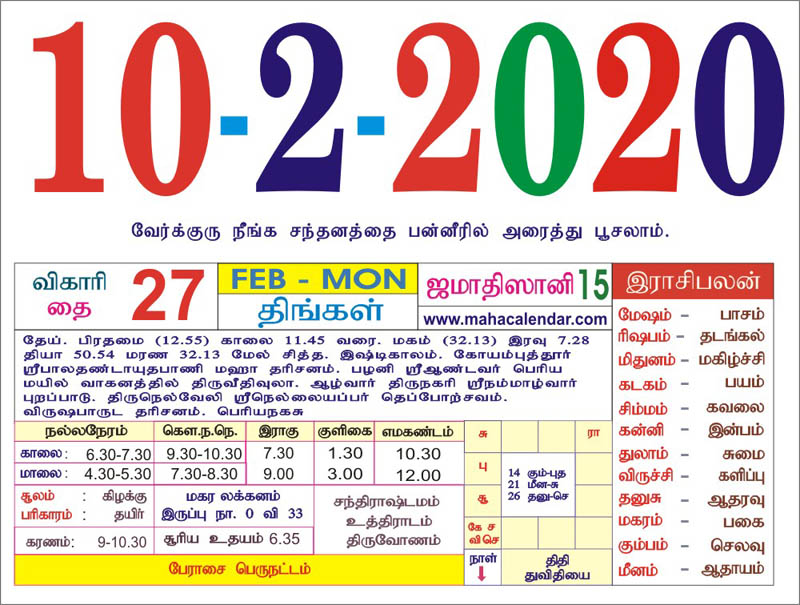 10-2-2020
வேர்க்குரு நீங்க சந்தனத்தை பன்னீரில் அரைத்து பூசலாம்.
விகாரி
தை
27
FEB - MON
திங்கள்
ஜமாதிஸானி 15
www.mahacalendar.com
தேய். பிரதமை (12.55) காலை 11.45 வரை. மகம் (32.13) இரவு 7.28
தியா 50.54 மரண 32.13 மேல் சித்த. இஷ்டிகாலம். கோயம்புத்தூர்
ஸ்ரீபாலதண்டாயுதபாணி மஹா தரிசனம். பழனி ஸ்ரீஆண்டவர் பெரிய
மயில் வாகனத்தில் திருவீதிவுலா. ஆழ்வார் திருநகரி ஸ்ரீநம்மாழ்வார்
புறப்பாடு. திருநெல்வேலி ஸ்ரீநெல்லையப்பர் தெப்போற்சவம்.
விருஷபாருட தரிசனம். பெரியநகசு
நல்லநேரம் கௌ.ந.நெ. இராகு குளிகை எமகண்டம்
காலை: 6.30-7.30 9.30-10.30 7.30 1.30 10.30
மாலை: 4.30-5.30 7.30-8.30 9.00 3.00 12.00
சூலம் : கிழக்கு
பரிகாரம் : தயிர்
மகர லக்கனம்
இருப்பு நா. 0 வி 33
கரணம்: 9-10.30
சூரிய உதயம் 6.35
சந்திராஷ்டமம்
உத்திராடம்
திருவோணம்
பேராசை பெருநட்டம்
சு
ரா
பு
சூ
கே ச
வி செ
14 கும்-புத
21 மீன-சு
26 தனு-செ
நாள்
திதி
துவிதியை
இராசிபலன்
மேஷம் - பாசம்
ரிஷபம் - தடங்கல்
மிதுனம் - மகிழ்ச்சி
கடகம் - பயம்
சிம்மம் - கவலை
கன்னி - இன்பம்
துலாம் - சுமை
விருச்சி - களிப்பு
தனுசு - ஆதரவு
மகரம் - பகை
கும்பம் - செலவு
மீனம் - ஆதாயம்